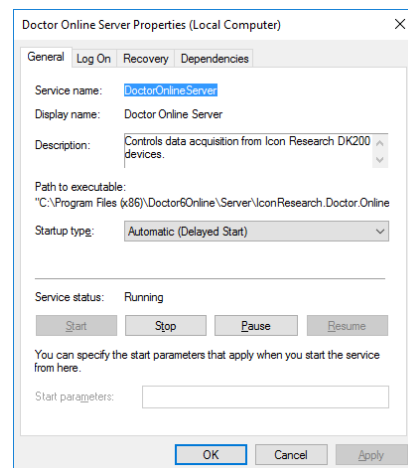 Doctor Online Server Properties (Local Computer)
General Log On Recovery Dependencies
Service name: DoctorOnlineServer
Display name: Doctor Online Server
Description: Controls data acquisition from Icon Research DK200
devices.
Path to executable:
"C:\Program Files (x86)\Doctor6Online\Server\IconResearch.Doctor.Online
Startup type: Automatic (Delayed Start)
Service status: Running
Start Stop Pause Resume
You can specify the start parameters that apply when you start the service
from here.
Start parameters:
OK Cancel Apply